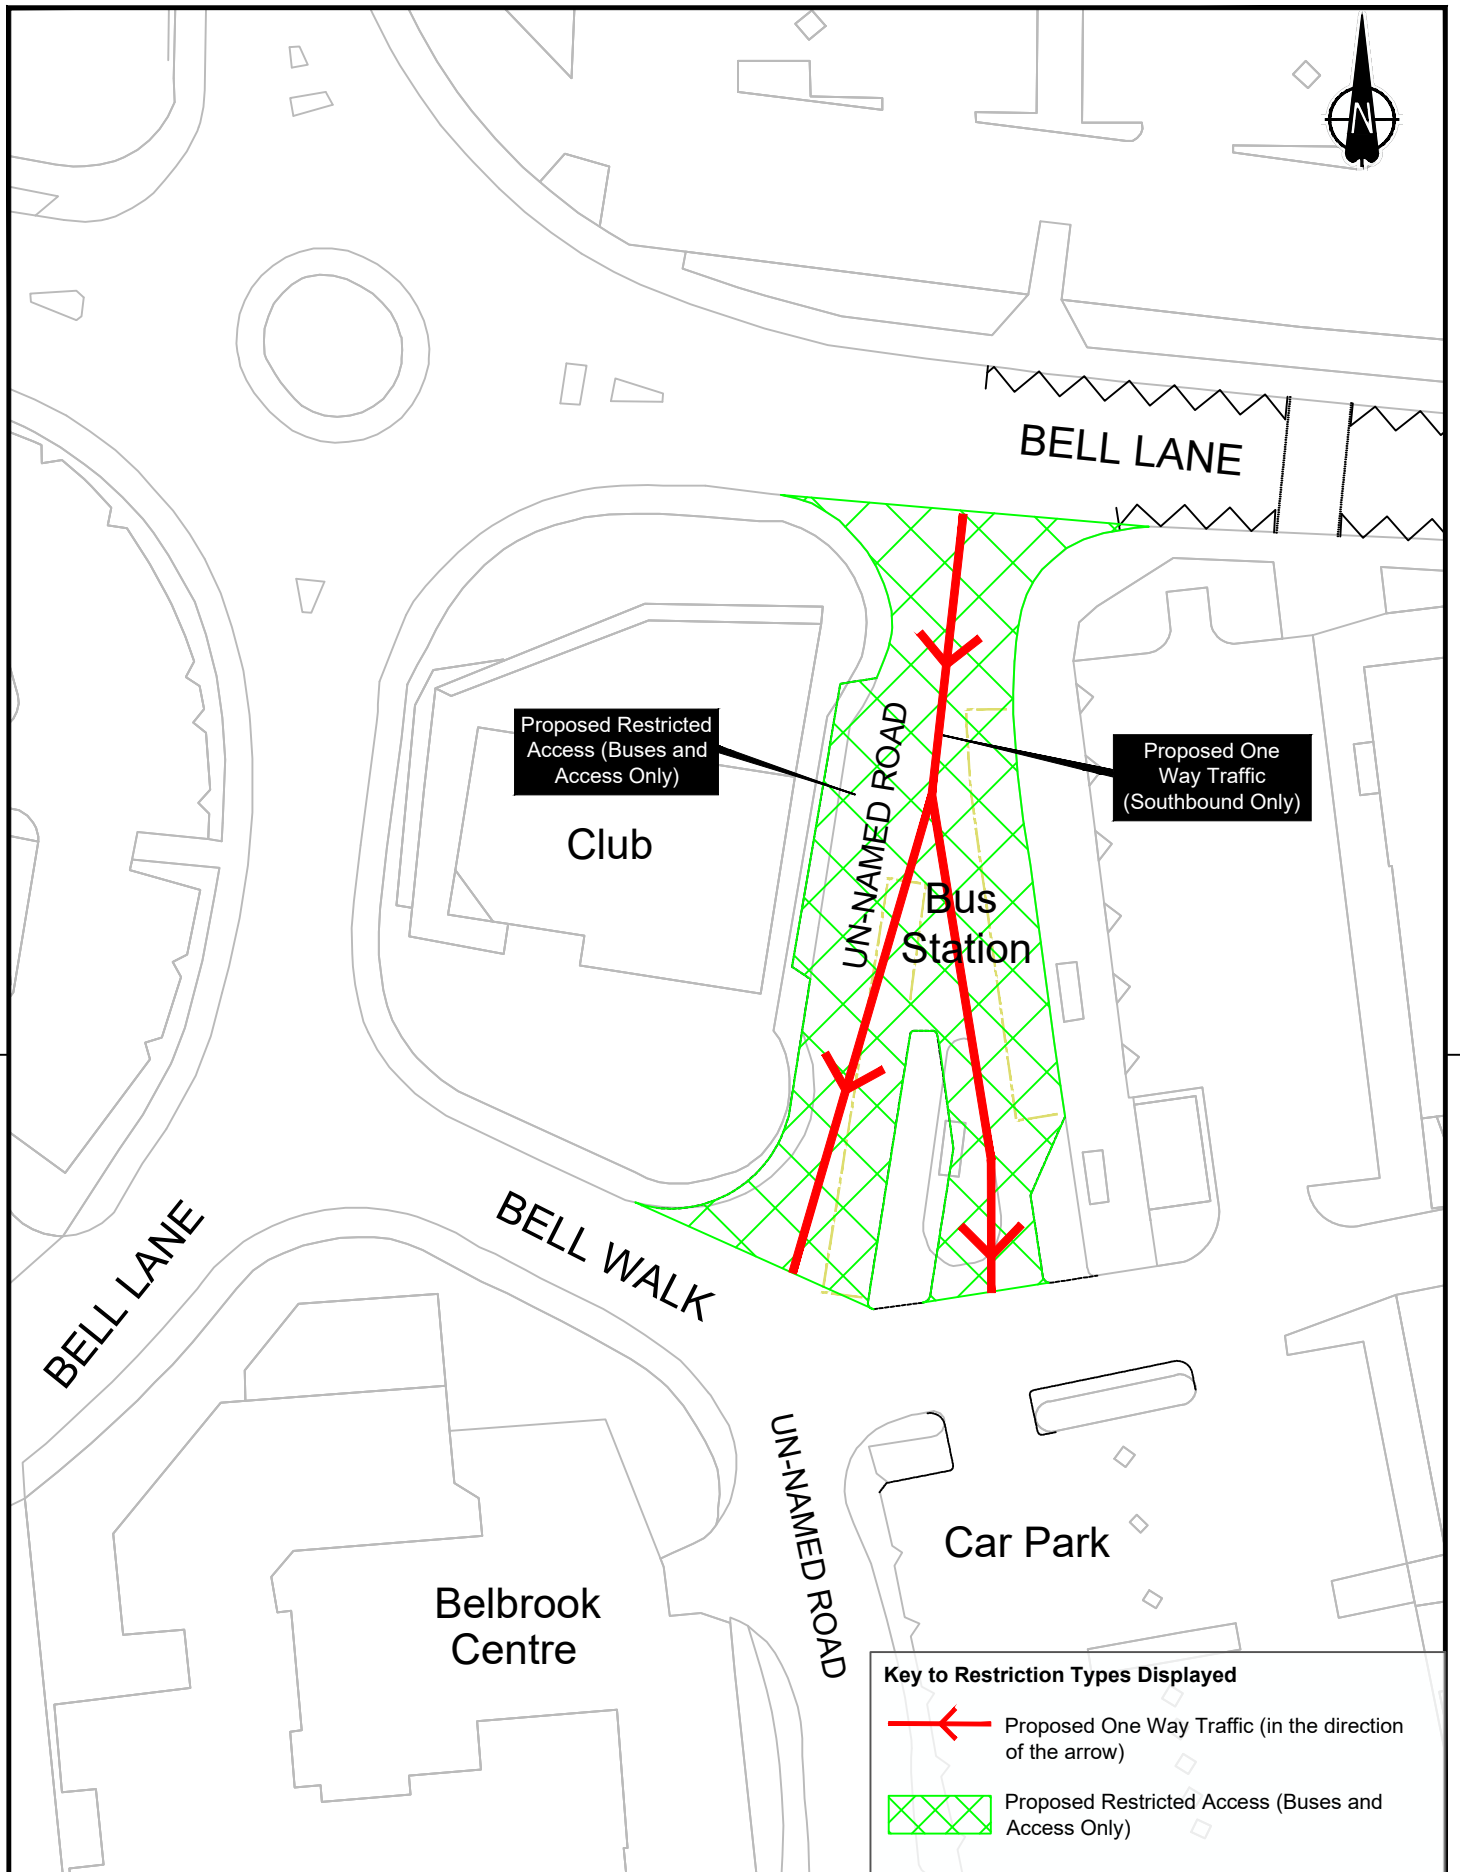 N
BELL LANE
Proposed Restricted
Access (Buses and
Access Only)
UN-NAMED ROAD
Proposed One
Way Traffic
(Southbound Only)
Club
Bus
Station
BELL LANE
BELL WALK
UN-NAMED ROAD
Car Park
Belbrook
Centre
Key to Restriction Types Displayed
Proposed One Way Traffic (in the direction
of the arrow)
Proposed Restricted Access (Buses and
Access Only)